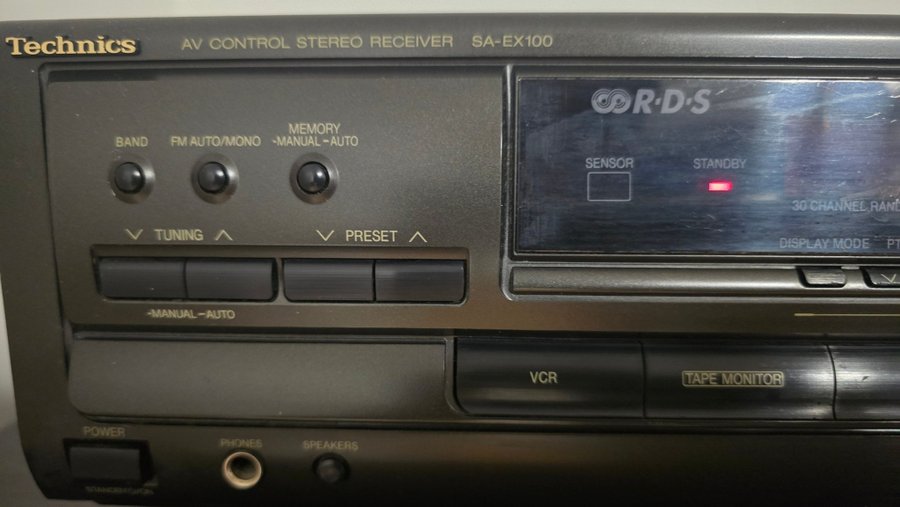 Technics
AV CONTROL STEREO RECEIVER SA-EX100
R·D·S
BAND
FM AUTO/MONO
MEMORY
-MANUAL -AUTO
SENSOR
STANDBY
30 CHANNEL
TUNING
PRESET
DISPLAY MODE
-MANUAL -AUTO
VCR
TAPE MONITOR
POWER
PHONES
SPEAKERS